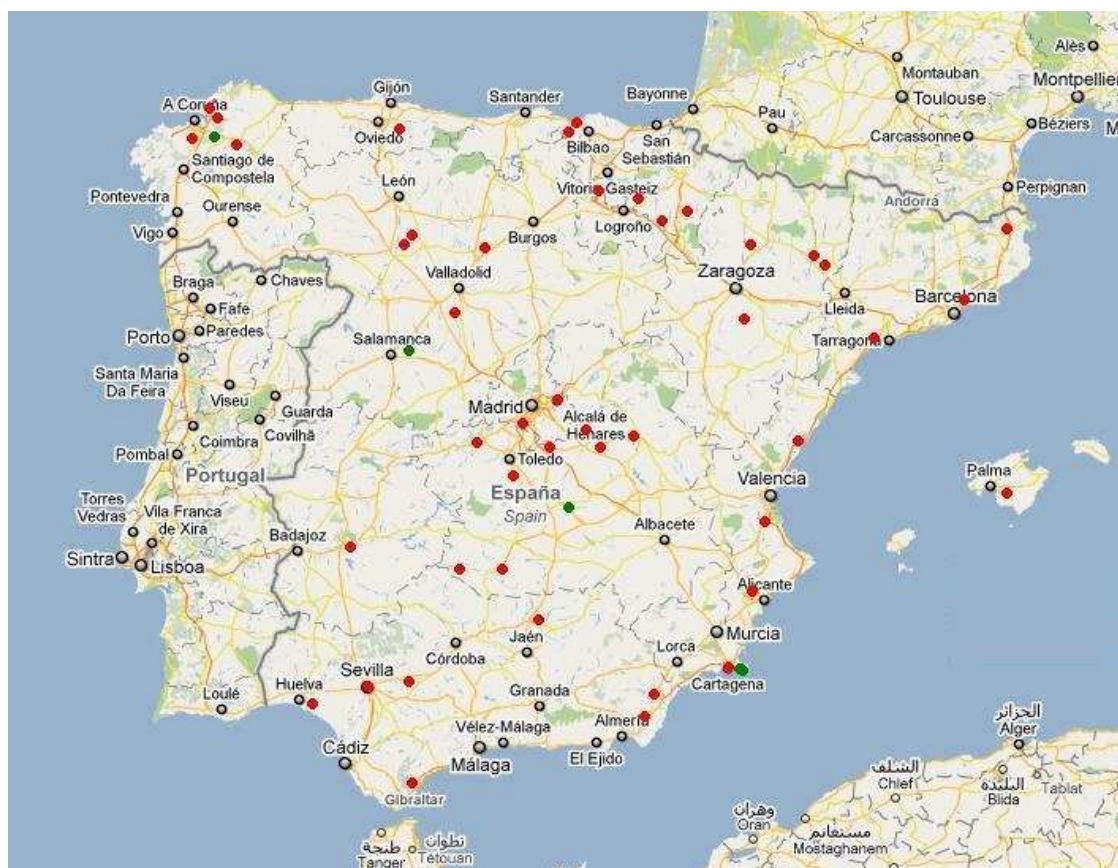 Alès
Montauban
Montpellier
Toulouse
Gijón
Bayonne
A Coruña
Santander
Pau
Béziers
Oviedo
Carcassonne
M
Bilbao
San
Sebastián
Santiago de
Compostela
Perpignan
León
Vitoria-Gasteiz
Andorra
Pontevedra
Ourense
Logroño
Burgos
Vigo
Zaragoza
Valladolid
Chaves
Braga
Barcelona
Fafe
Lleida
Porto
Paredes
Salamanca
Tarragona
Santa Maria
Da Feira
Viseu
Guarda
Madrid
Alcalá de
Henares
Covilhã
Coimbra
Pombal
Toledo
Portugal
Palma
Valencia
España
Spain
Torres
Vedras
Vila Franca
de Xira
Badajoz
Albacete
Sintra
Lisboa
Alicante
Murcia
Jaén
Lorca
Córdoba
Sevilla
Cartagena
Huelva
Loulé
Granada
Almería
Vélez-Málaga
الجزائر
Alger
Cádiz
Málaga
El Ejido
الشلف
Chlef
البليدة
Blida
Tablat
Gibraltar
وهران
Oran
طنجة
Tanger
تطوان
Tétouan
مستغانم
Mostaghanem